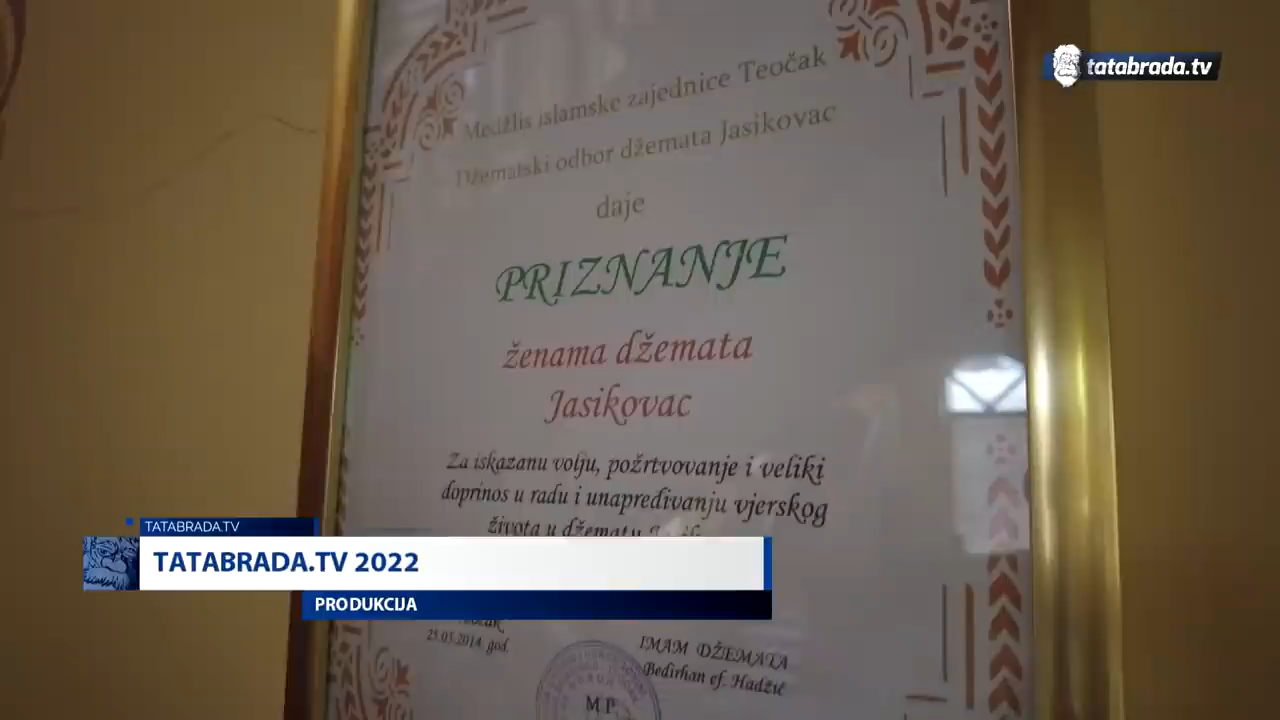 tatabrada.tv
Medžlis islamske zajednice Teočak
Džematski odbor džemata Jasikovac
daje
PRIZNANJE
ženama džemata
Jasikovac
Za iskazanu volju, požrtvovanje i veliki
doprinos u radu i unapređivanju vjerskog
života u džematu
TATABRADA.TV
TATABRADA.TV 2022
PRODUKCIJA
25.05.2014. god.
IMAM DŽEMATA
Bedirhan ef. Hadžić
M P